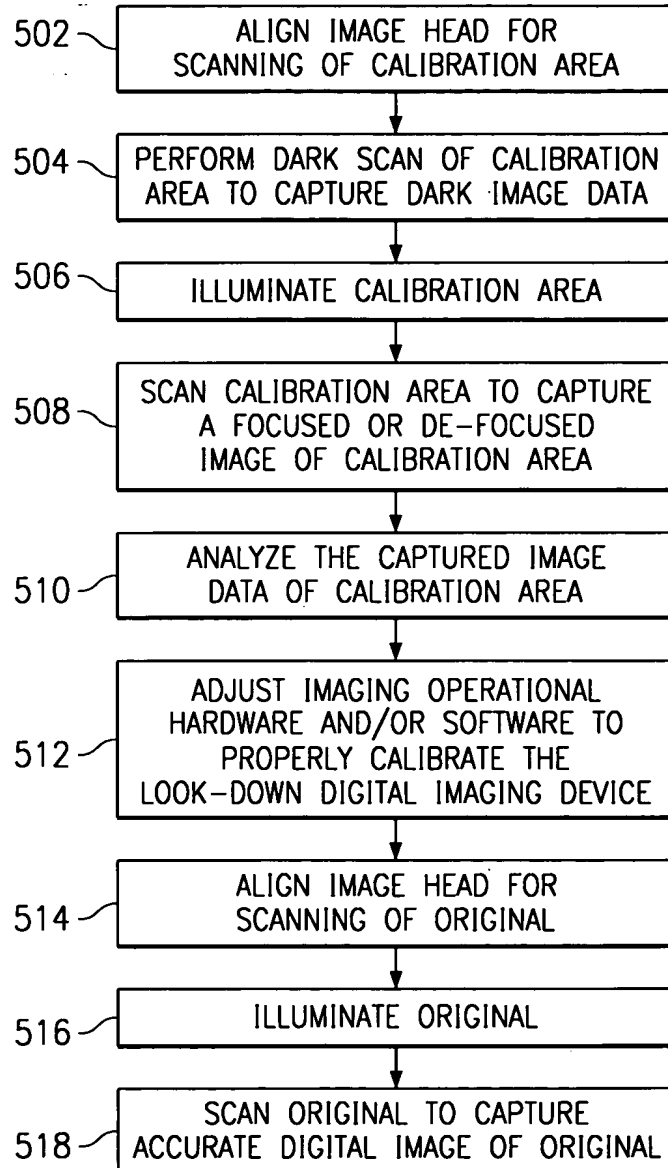 502
ALIGN IMAGE HEAD FOR
SCANNING OF CALIBRATION AREA
504
PERFORM DARK SCAN OF CALIBRATION
AREA TO CAPTURE DARK IMAGE DATA
506
ILLUMINATE CALIBRATION AREA
508
SCAN CALIBRATION AREA TO CAPTURE
A FOCUSED OR DE-FOCUSED
IMAGE OF CALIBRATION AREA
510
ANALYZE THE CAPTURED IMAGE
DATA OF CALIBRATION AREA
512
ADJUST IMAGING OPERATIONAL
HARDWARE AND/OR SOFTWARE TO
PROPERLY CALIBRATE THE
LOOK-DOWN DIGITAL IMAGING DEVICE
514
ALIGN IMAGE HEAD FOR
SCANNING OF ORIGINAL
516
ILLUMINATE ORIGINAL
518
SCAN ORIGINAL TO CAPTURE
ACCURATE DIGITAL IMAGE OF ORIGINAL